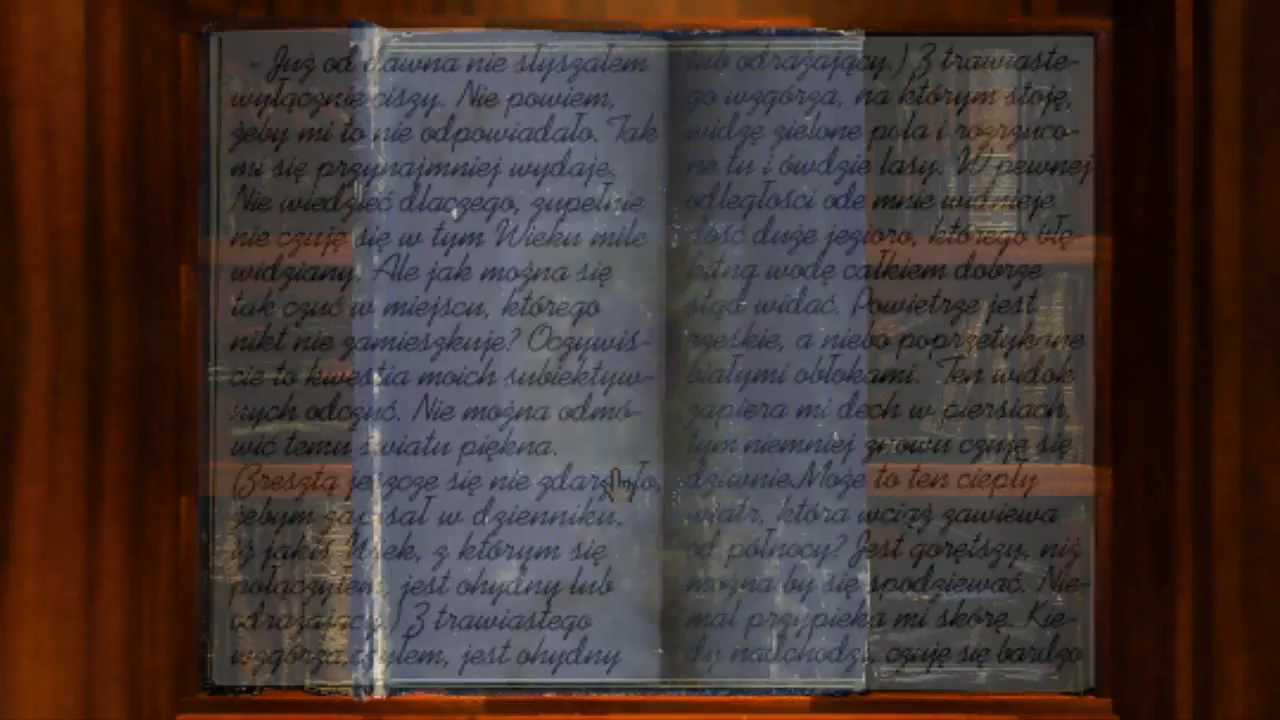 - Już od dawna nie słyszałem
wyłącznie ciszy. Nie powiem,
żeby mi to nie odpowiadało. Tak
mi się przynajmniej wydaje.
Nie wiedzieć dlaczego, zupełnie
nie czuję się w tym Wieku mile
widziany. Ale jak można się
tak czuć w miejscu, którego
nikt nie zamieszkuje? Oczywiś-
cie to kwestia moich subiektyw-
nych odczuć. Nie można odmó-
wić temu światu piękna.
(Zreszta jeszcze się nie zdarzyło,
żebym zapisał w dzienniku,
iż jakiś Wiek, z którym się
połączyłem, jest ohydny lub
odrażający.) Z trawiastego
wzgórza,czyłem, jest ohydny
lub odrażający.) Z trawiaste-
go wzgórza, na którym stoję,
widzę zielone pola i rozrzuco-
ne tu i ówdzie lasy. W pewnej
odległości ode mnie widnieje
dość duże jezioro, którego błę
kitną wodę całkiem dobrze
stąd widać. Powietrze jest
rześkie, a niebo poprzetykane
białymi obłokami. Ten widok
zapiera mi dech w piersiach,
tym niemniej znowu czuję się
dziwnie.Może to ten ciepły
wiatr, która wciąż zawiewa
od północy? Jest gorętszy, niż
można by się spodziewać. Nie-
mal przypieka mi skórę. Kie-
dy nadchodzi, czuję się bardzo